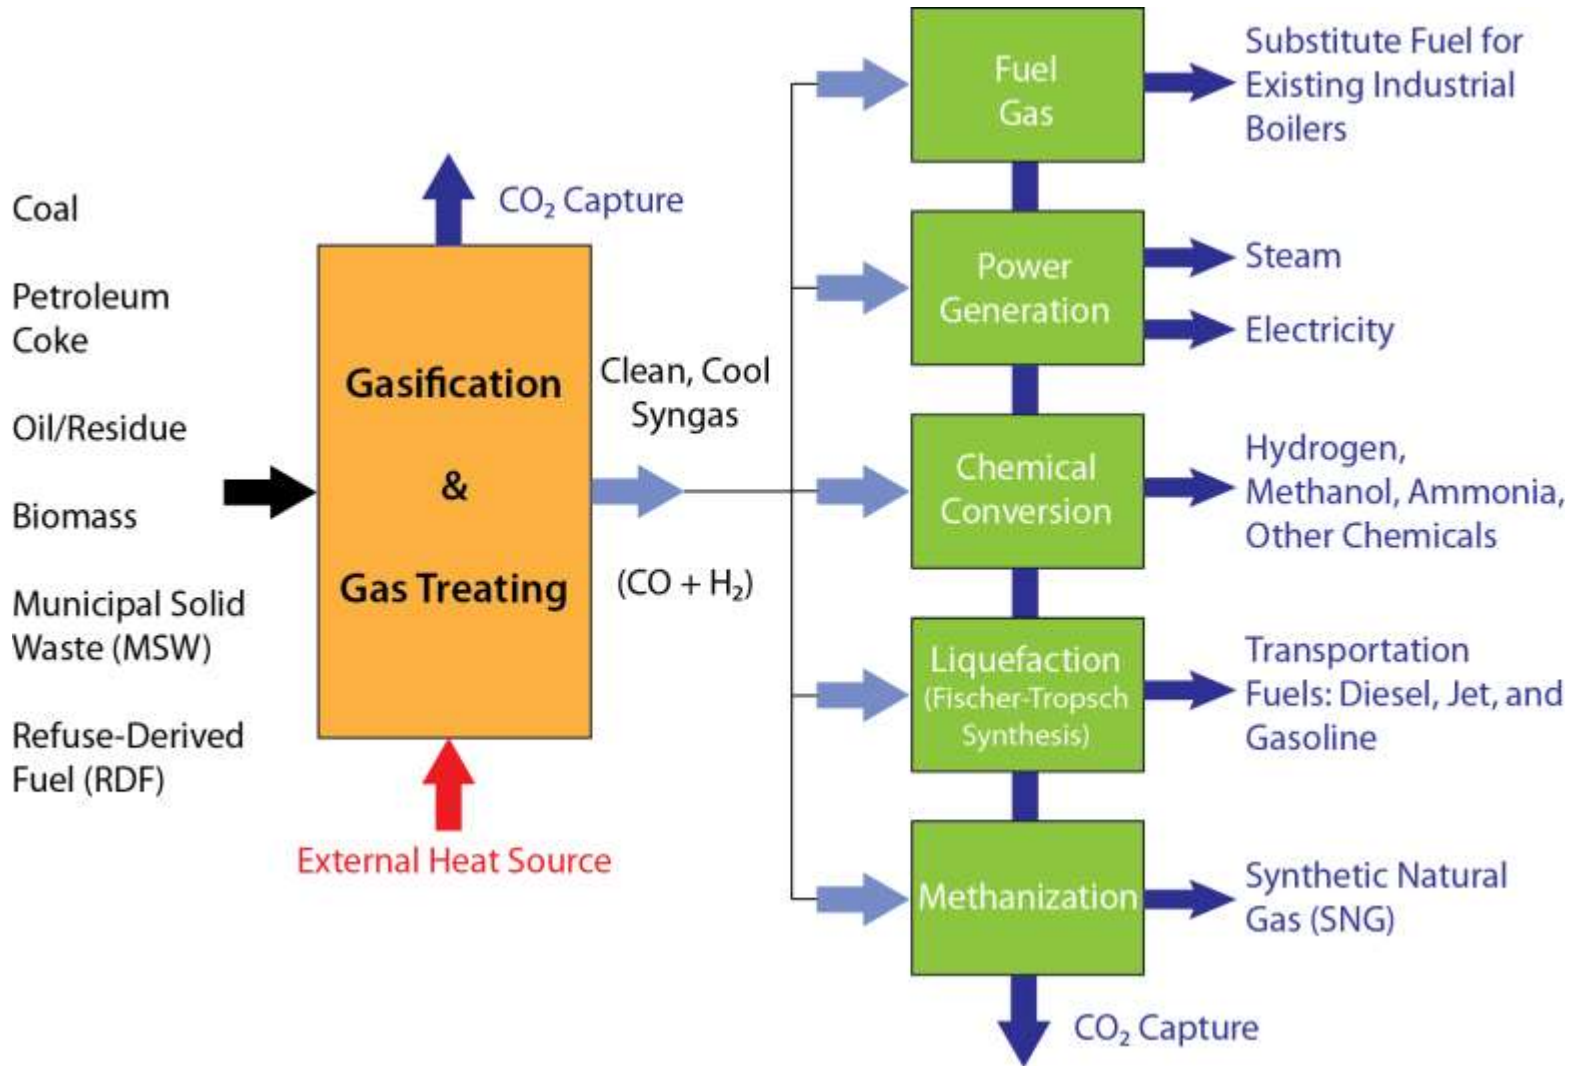 Coal
Petroleum
Coke
Oil/Residue
Biomass
Municipal Solid
Waste (MSW)
Refuse-Derived
Fuel (RDF)
CO₂ Capture
Gasification
&
Gas Treating
External Heat Source
Clean, Cool
Syngas
(CO + H₂)
Fuel
Gas
Substitute Fuel for
Existing Industrial
Boilers
Power
Generation
Steam
Electricity
Chemical
Conversion
Hydrogen,
Methanol, Ammonia,
Other Chemicals
Liquefaction
(Fischer-Tropsch
Synthesis)
Transportation
Fuels: Diesel, Jet, and
Gasoline
Methanization
Synthetic Natural
Gas (SNG)
CO₂ Capture